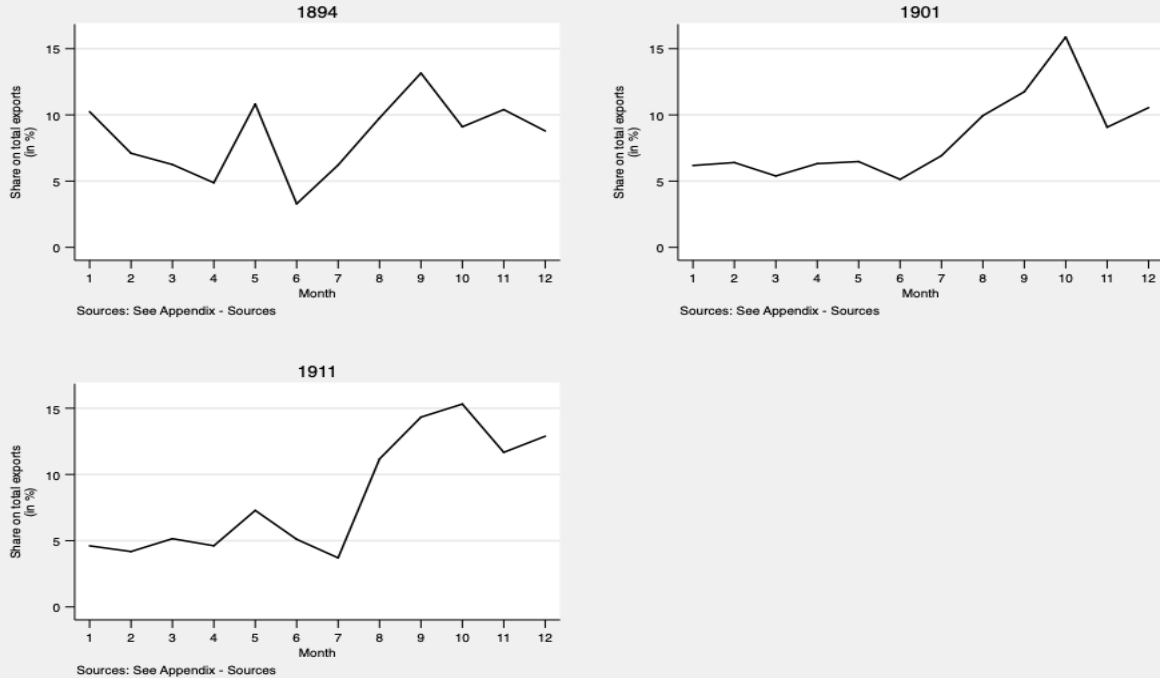 1894
Share on total exports
(in %)
15
10
5
0
1 2 3 4 5 6 7 8 9 10 11 12
Month
Sources: See Appendix - Sources
1901
Share on total exports
(in %)
15
10
5
0
1 2 3 4 5 6 7 8 9 10 11 12
Month
Sources: See Appendix - Sources
1911
Share on total exports
(in %)
15
10
5
0
1 2 3 4 5 6 7 8 9 10 11 12
Month
Sources: See Appendix - Sources